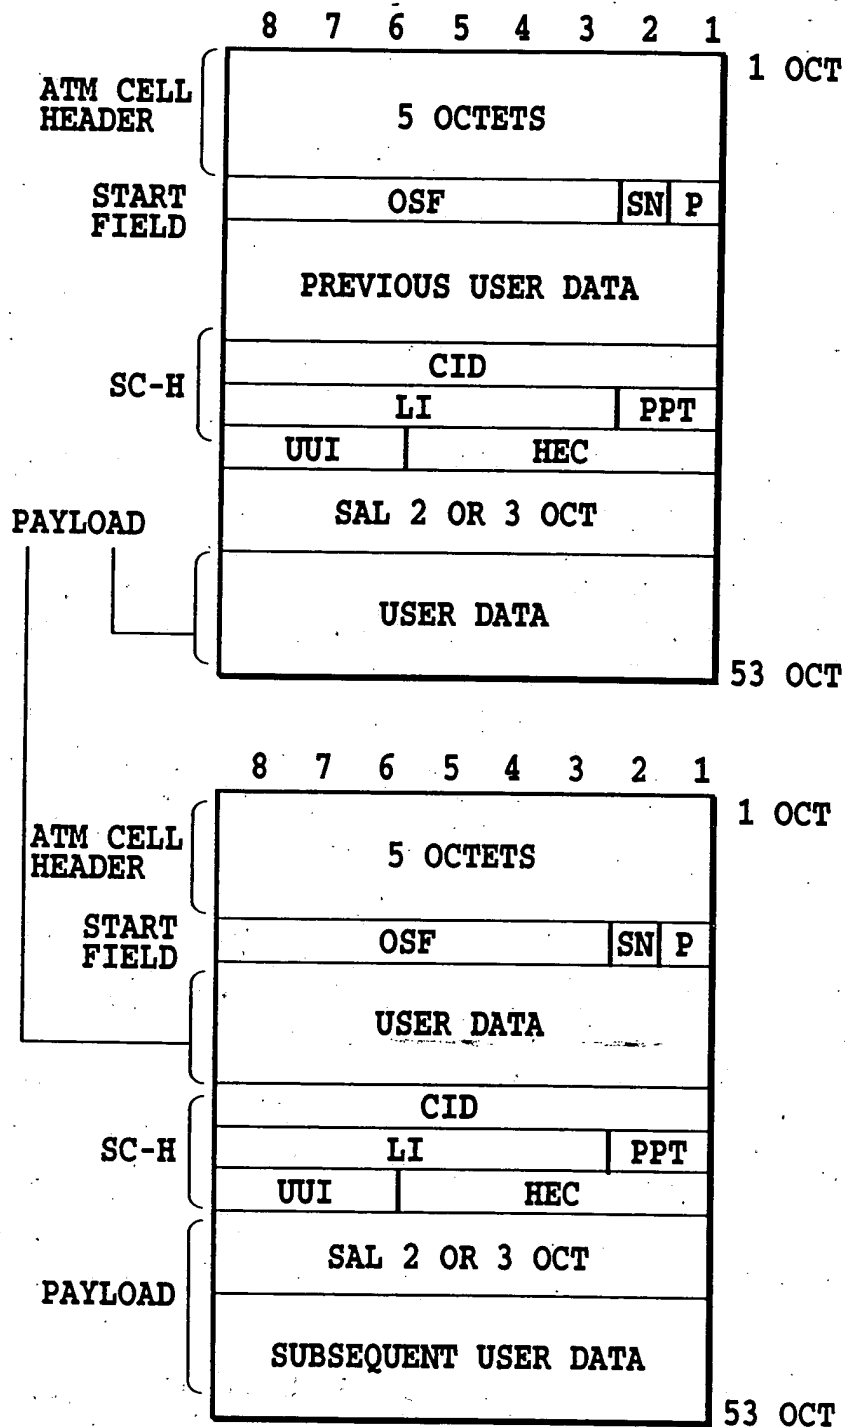 8 7 6 5 4 3 2 1
1 OCT
ATM CELL
HEADER
5 OCTETS
START
FIELD
OSF SN P
PREVIOUS USER DATA
SC-H
CID
LI PPT
UUI HEC
SAL 2 OR 3 OCT
PAYLOAD
USER DATA
53 OCT
8 7 6 5 4 3 2 1
1 OCT
ATM CELL
HEADER
5 OCTETS
START
FIELD
OSF SN P
USER DATA
SC-H
CID
LI PPT
UUI HEC
SAL 2 OR 3 OCT
PAYLOAD
SUBSEQUENT USER DATA
53 OCT